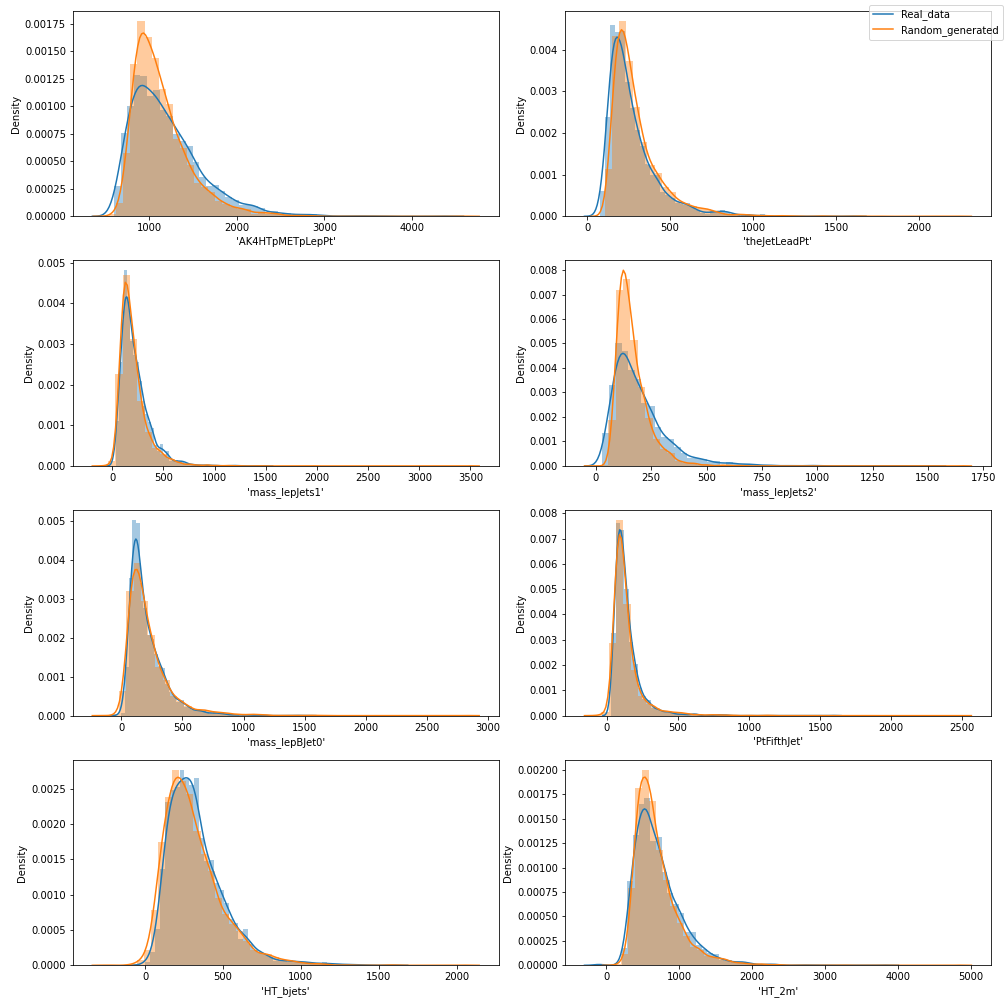 Real_data
Random_generated
0.00175
0.00150
0.00125
0.00100
0.00075
0.00050
0.00025
0.00000
Density
1000 2000 3000 4000
'AK4HTpMETpLepPt'
0.004
0.003
0.002
0.001
0.000
Density
0 500 1000 1500 2000
'theJetLeadPt'
0.005
0.004
0.003
0.002
0.001
0.000
Density
0 500 1000 1500 2000 2500 3000 3500
'mass_lepJets1'
0.008
0.007
0.006
0.005
0.004
0.003
0.002
0.001
0.000
Density
0 250 500 750 1000 1250 1500 1750
'mass_lepJets2'
0.005
0.004
0.003
0.002
0.001
0.000
Density
0 500 1000 1500 2000 2500 3000
'mass_lepBJet0'
0.008
0.007
0.006
0.005
0.004
0.003
0.002
0.001
0.000
Density
0 500 1000 1500 2000 2500
'PtFifthJet'
0.0025
0.0020
0.0015
0.0010
0.0005
0.0000
Density
0 500 1000 1500 2000
'HT_bjets'
0.00200
0.00175
0.00150
0.00125
0.00100
0.00075
0.00050
0.00025
0.00000
Density
0 1000 2000 3000 4000 5000
'HT_2m'